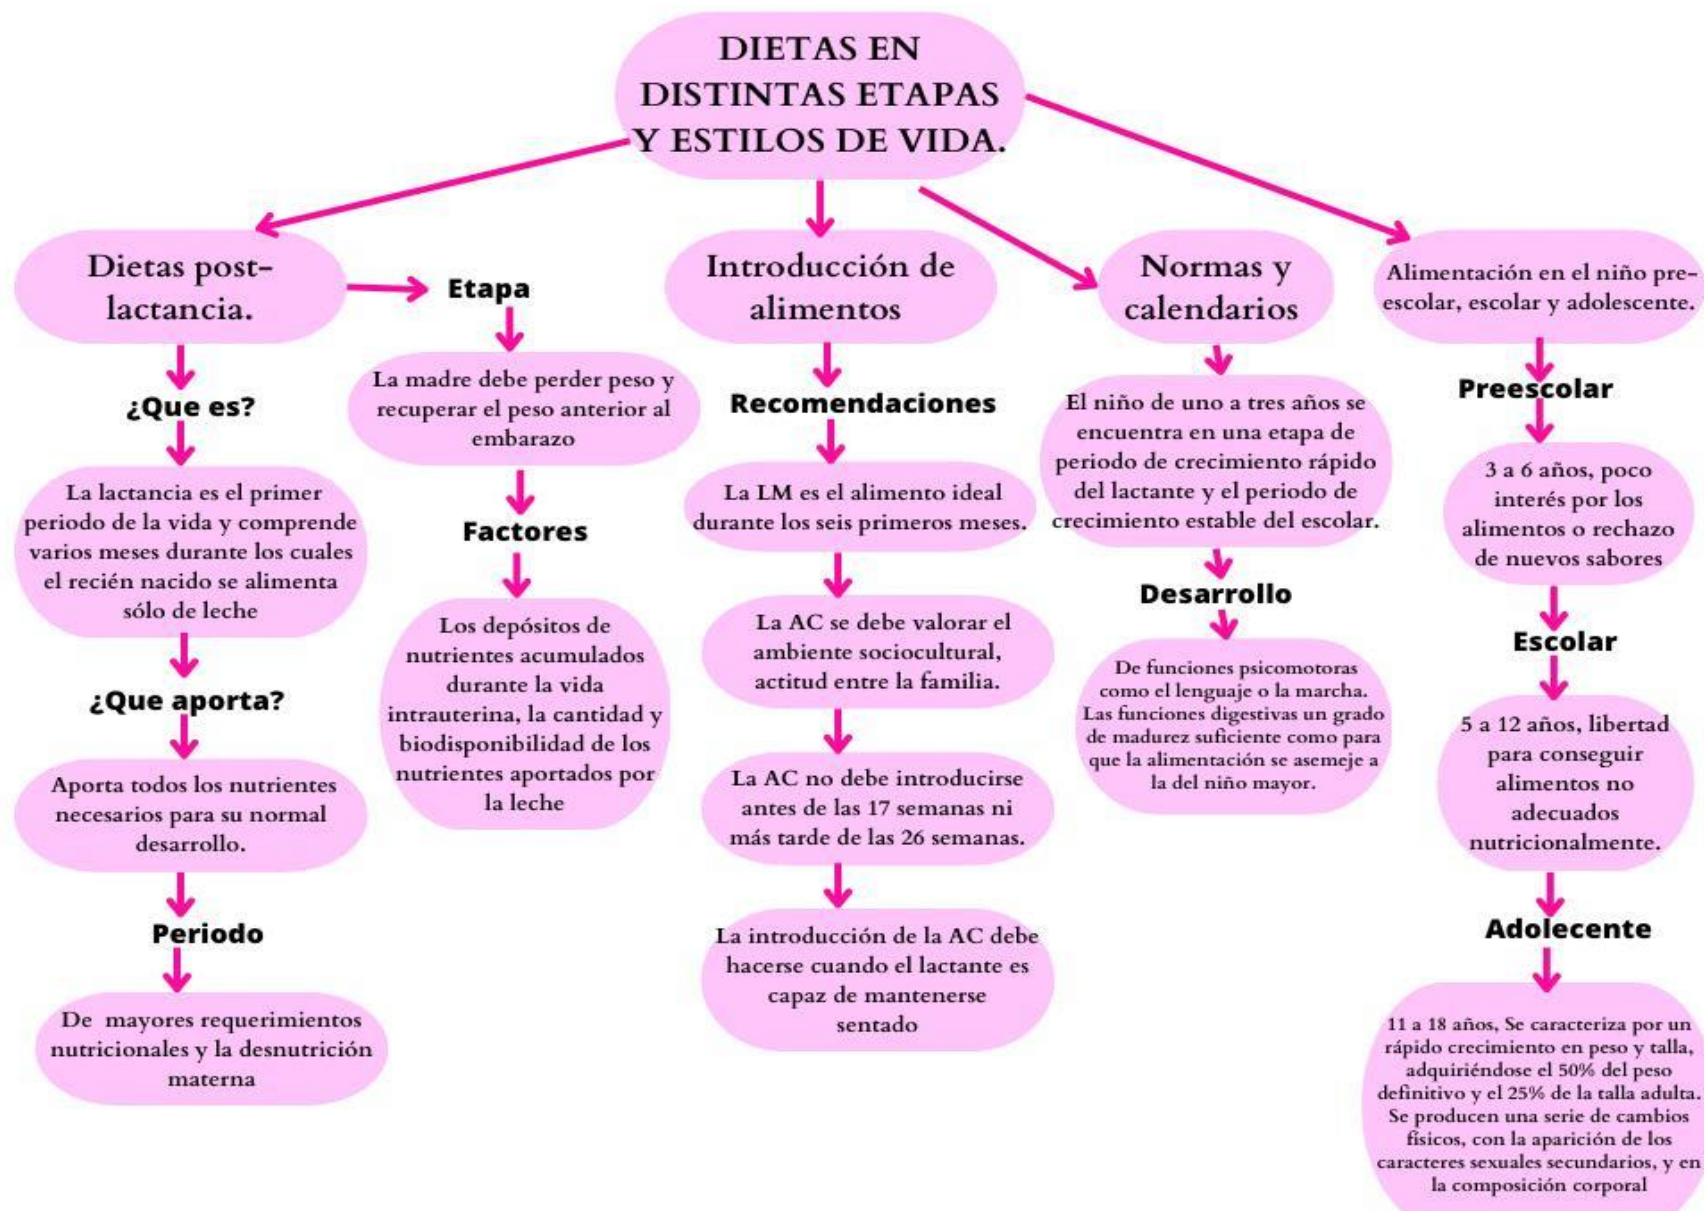 DIETAS EN
DISTINTAS ETAPAS
Y ESTILOS DE VIDA.
Dietas post-
lactancia.
¿Que es?
La lactancia es el primer
periodo de la vida y comprende
varios meses durante los cuales
el recién nacido se alimenta
sólo de leche
¿Que aporta?
Aporta todos los nutrientes
necesarios para su normal
desarrollo.
Periodo
De mayores requerimientos
nutricionales y la desnutrición
materna
Etapa
La madre debe perder peso y
recuperar el peso anterior al
embarazo
Factores
Los depósitos de
nutrientes acumulados
durante la vida
intrauterina, la cantidad y
biodisponibilidad de los
nutrientes aportados por
la leche
Introducción de
alimentos
Recomendaciones
La LM es el alimento ideal
durante los seis primeros meses.
La AC se debe valorar el
ambiente sociocultural,
actitud entre la familia.
La AC no debe introducirse
antes de las 17 semanas ni
más tarde de las 26 semanas.
La introducción de la AC debe
hacerse cuando el lactante es
capaz de mantenerse
sentado
Normas y
calendarios
El niño de uno a tres años se
encuentra en una etapa de
periodo de crecimiento rápido
del lactante y el periodo de
crecimiento estable del escolar.
Desarrollo
De funciones psicomotoras
como el lenguaje o la marcha.
Las funciones digestivas un grado
de madurez suficiente como para
que la alimentación se asemeje a
la del niño mayor.
Alimentación en el niño pre-
escolar, escolar y adolescente.
Preescolar
3 a 6 años, poco
interés por los
alimentos o rechazo
de nuevos sabores
Escolar
5 a 12 años, libertad
para conseguir
alimentos no
adecuados
nutricionalmente.
Adolecente
11 a 18 años, Se caracteriza por un
rápido crecimiento en peso y talla,
adquiriéndose el 50% del peso
definitivo y el 25% de la talla adulta.
Se producen una serie de cambios
físicos, con la aparición de los
caracteres sexuales secundarios, y en
la composición corporal